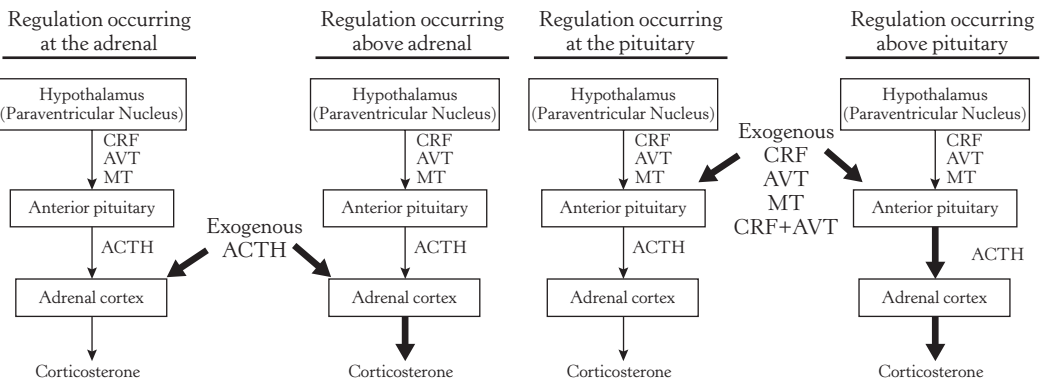 Regulation occurring
at the adrenal
Hypothalamus
(Paraventricular Nucleus)
CRF
AVT
MT
Anterior pituitary
ACTH
Adrenal cortex
Corticosterone
Regulation occurring
above adrenal
Hypothalamus
(Paraventricular Nucleus)
CRF
AVT
MT
Anterior pituitary
ACTH
Adrenal cortex
Corticosterone
Exogenous
ACTH
Regulation occurring
at the pituitary
Hypothalamus
(Paraventricular Nucleus)
CRF
AVT
MT
Anterior pituitary
ACTH
Adrenal cortex
Corticosterone
Exogenous
CRF
AVT
MT
CRF+AVT
Regulation occurring
above pituitary
Hypothalamus
(Paraventricular Nucleus)
CRF
AVT
MT
Anterior pituitary
ACTH
Adrenal cortex
Corticosterone